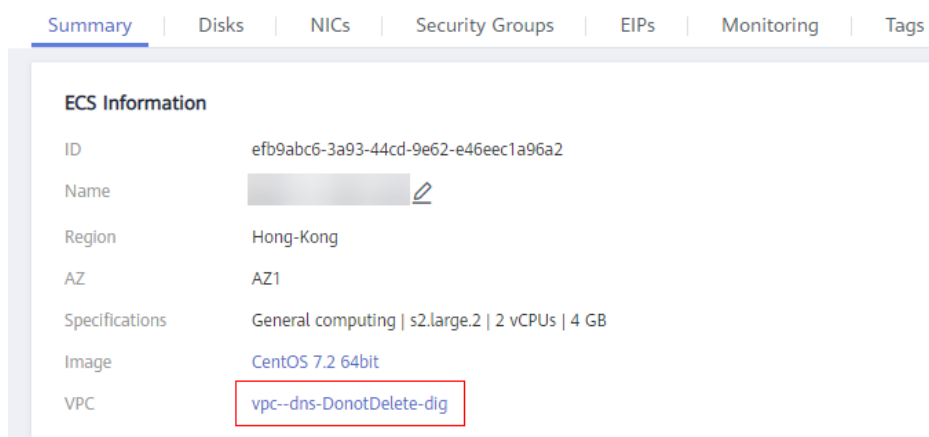 Summary Disks NICs Security Groups EIPs Monitoring Tags
ECS Information
ID efb9abc6-3a93-44cd-9e62-e46eec1a96a2
Name
Region Hong-Kong
AZ AZ1
Specifications General computing | s2.large.2 | 2 vCPUs | 4 GB
Image CentOS 7.2 64bit
VPC vpc--dns-DonotDelete-dig